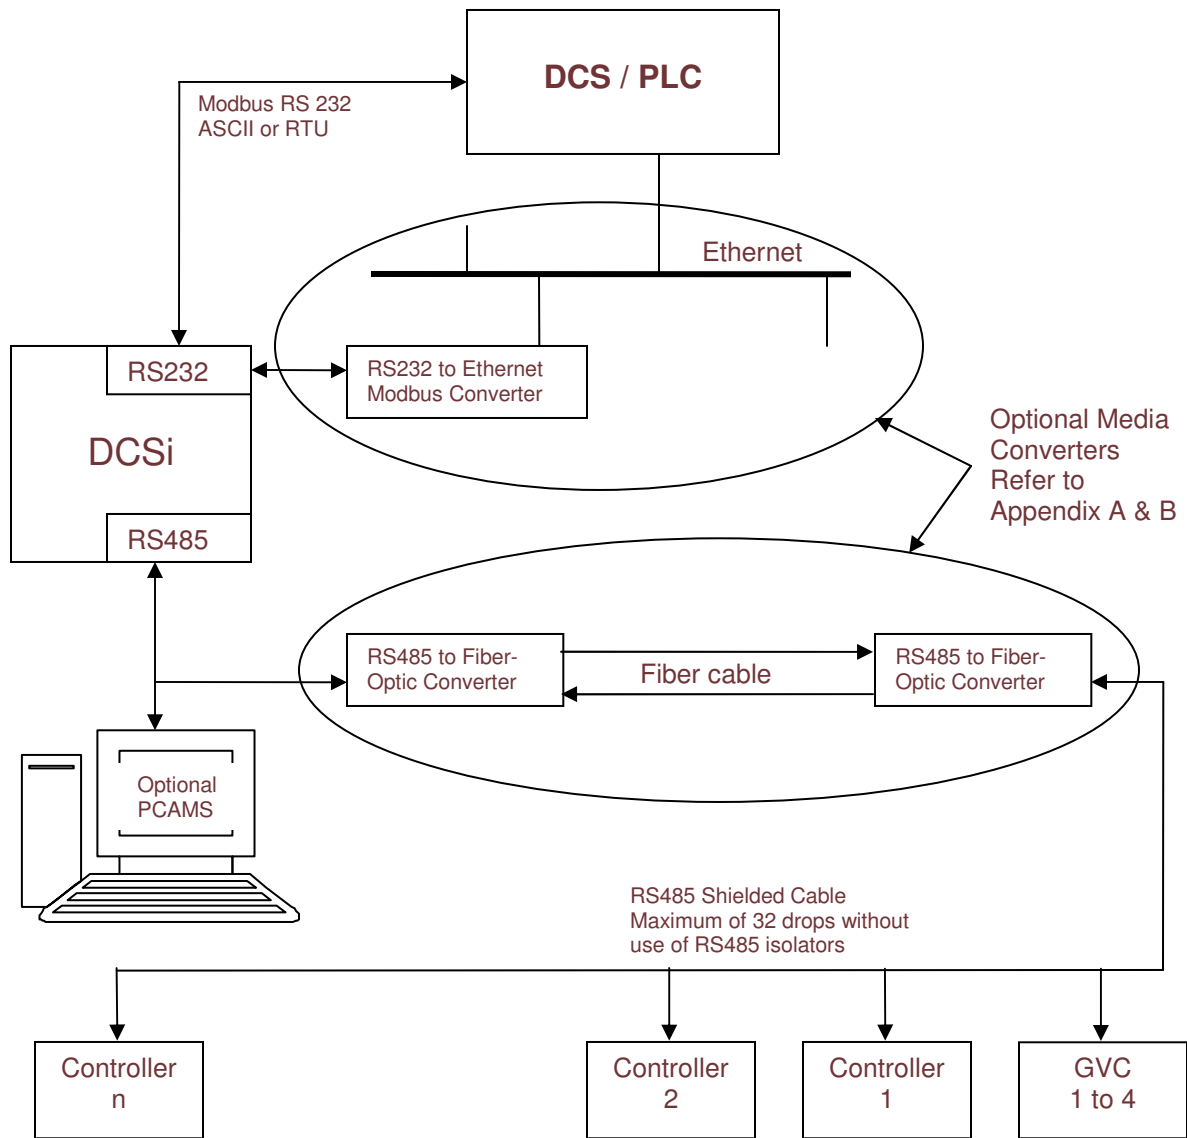 DCS / PLC
Modbus RS 232
ASCII or RTU
Ethernet
RS232
RS232 to Ethernet
Modbus Converter
DCSi
Optional Media
Converters
Refer to
Appendix A & B
RS485
RS485 to Fiber-
Optic Converter
Fiber cable
RS485 to Fiber-
Optic Converter
Optional
PCAMS
RS485 Shielded Cable
Maximum of 32 drops without
use of RS485 isolators
Controller
n
Controller
2
Controller
1
GVC
1 to 4